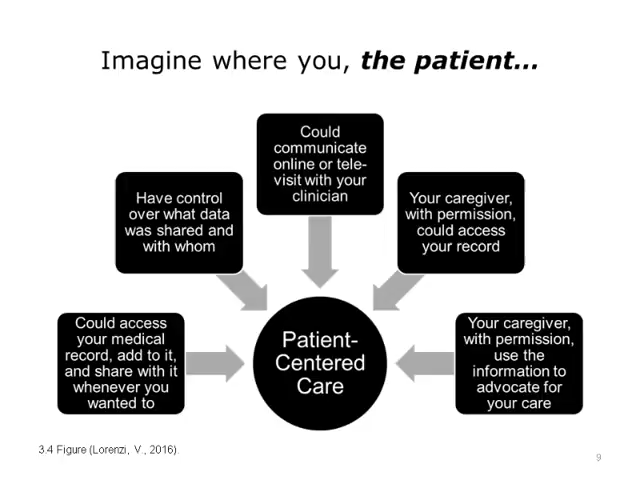 Imagine where you, the patient...
Could
communicate
online or tele-
visit with your
clinician
Have control
over what data
was shared and
with whom
Your caregiver,
with permission,
could access
your record
Could access
your medical
record, add to it,
and share with it
whenever you
wanted to
Patient-
Centered
Care
Your caregiver,
with permission,
use the
information to
advocate for
your care
3.4 Figure (Lorenzi, V., 2016).
9